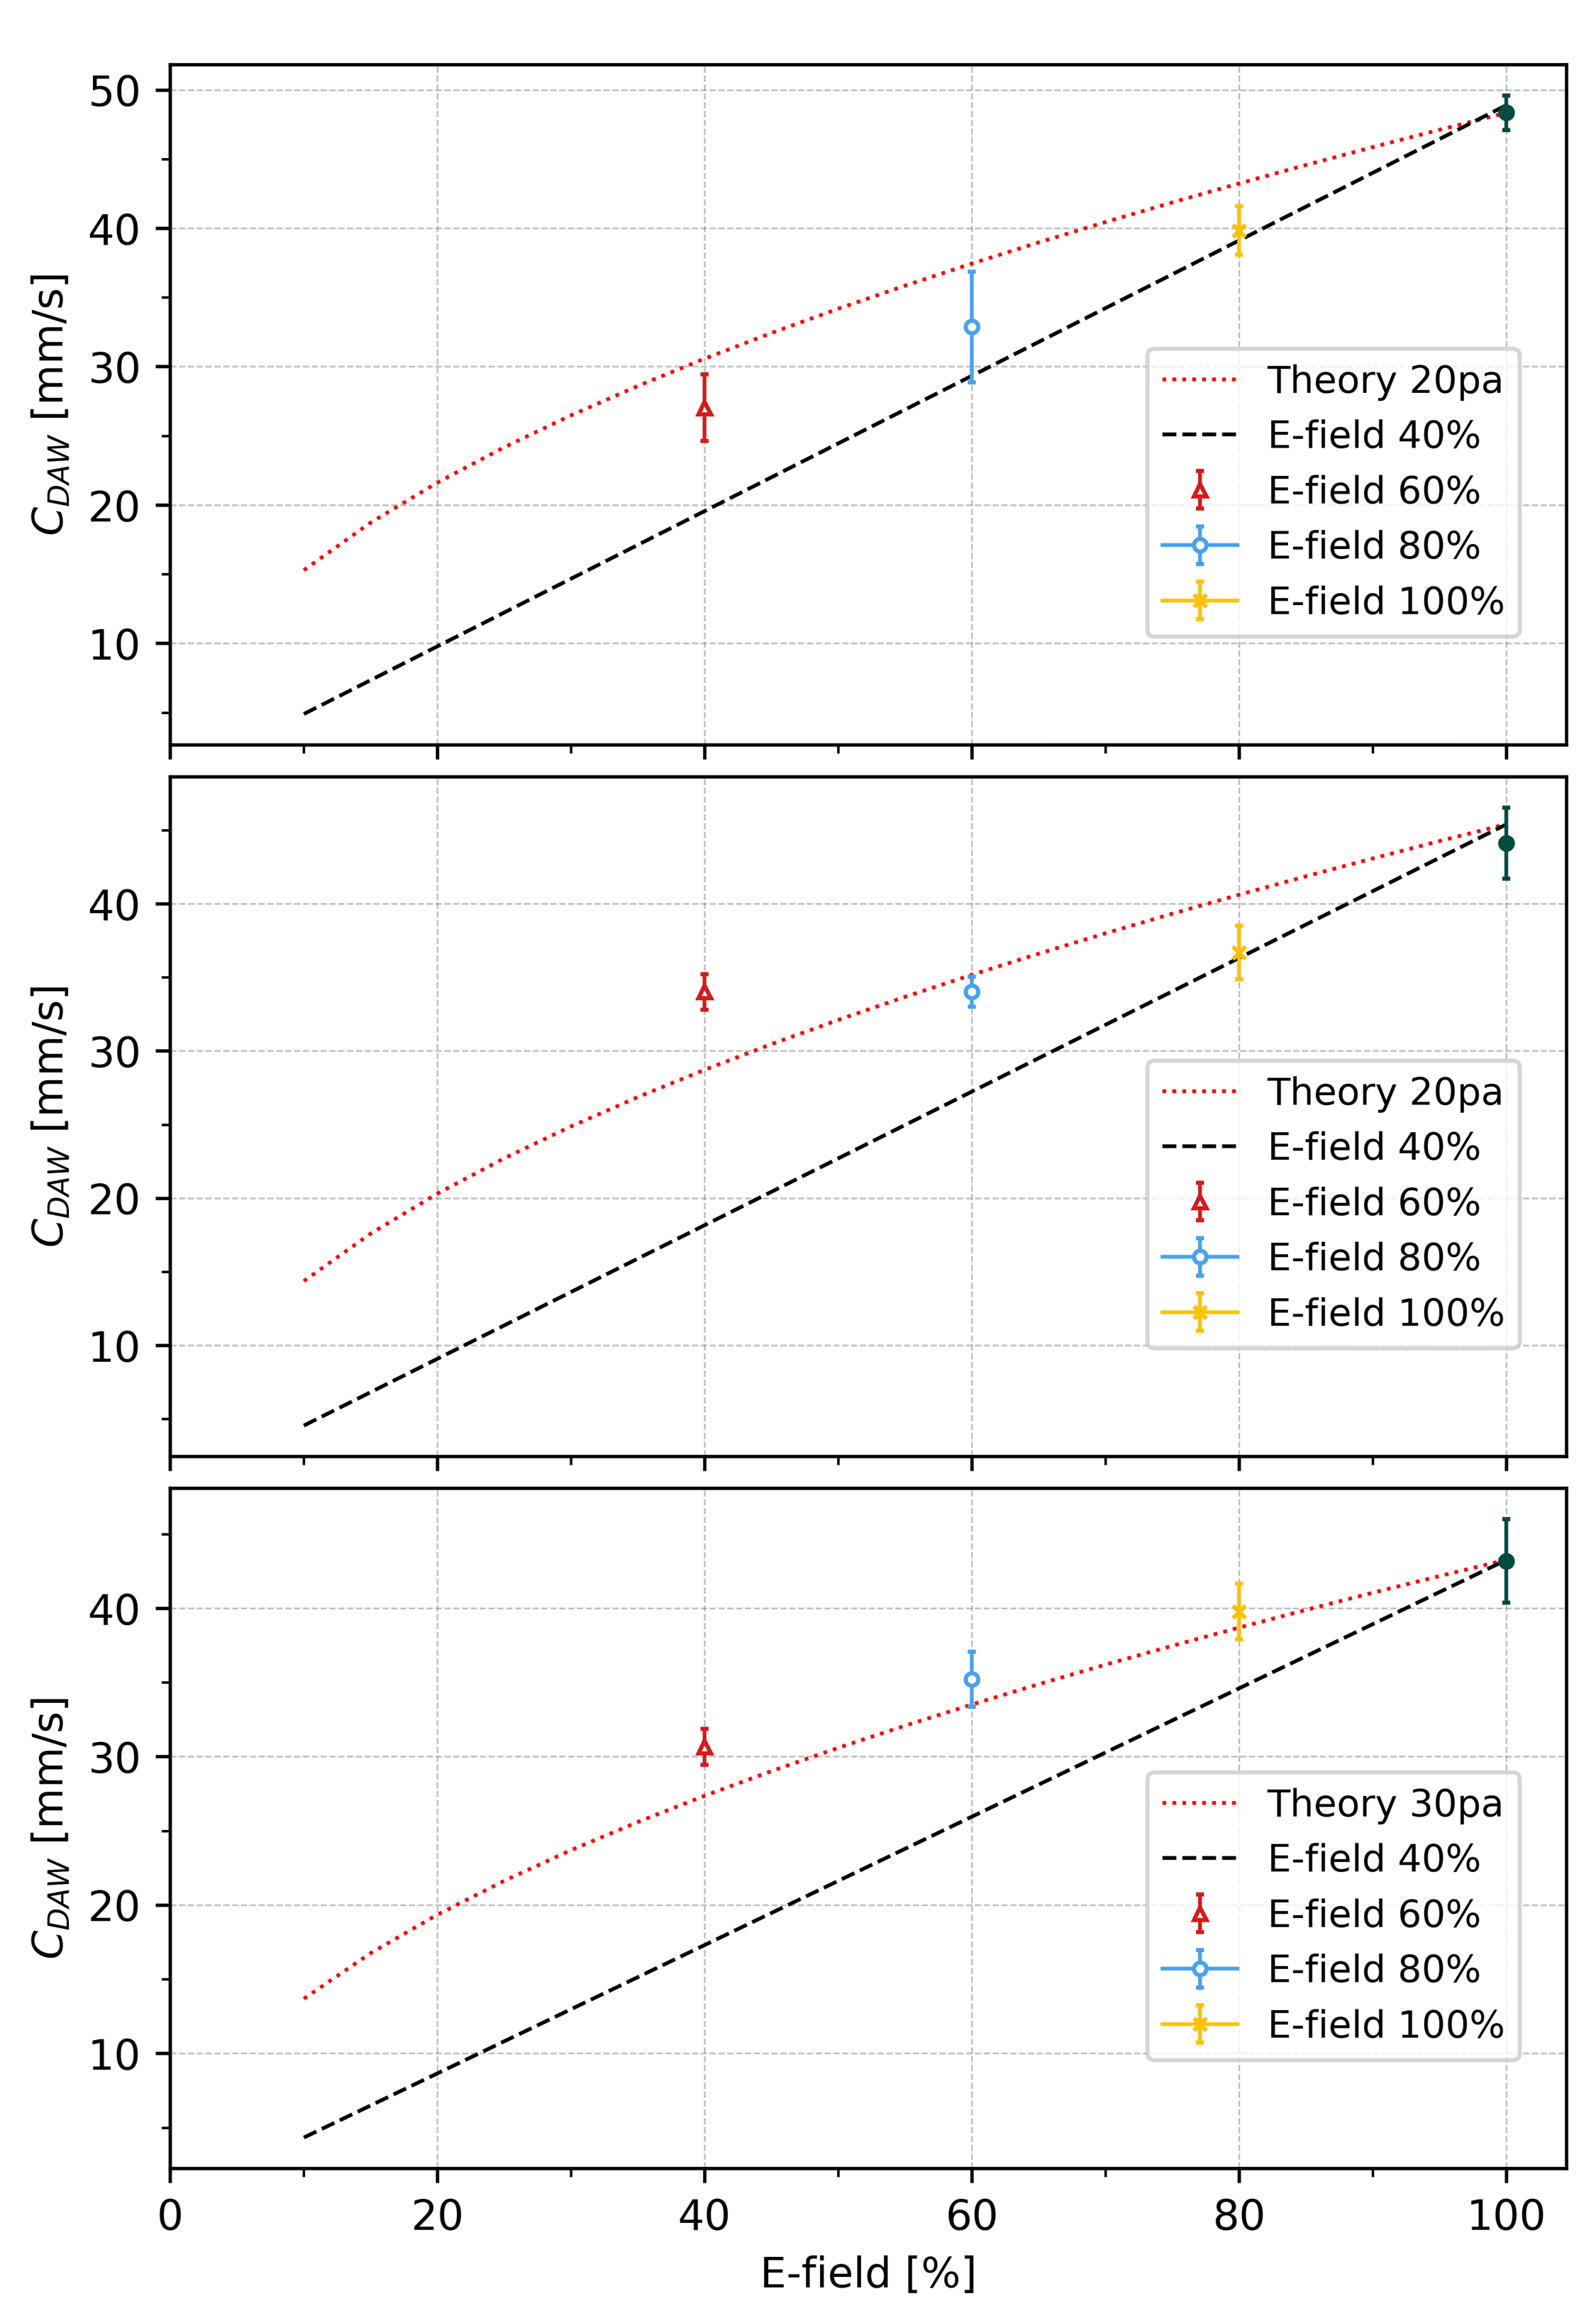 50
40
30
20
10
C_DAW [mm/s]
Theory 20pa
E-field 40%
E-field 60%
E-field 80%
E-field 100%
40
30
20
10
C_DAW [mm/s]
Theory 20pa
E-field 40%
E-field 60%
E-field 80%
E-field 100%
40
30
20
10
C_DAW [mm/s]
Theory 30pa
E-field 40%
E-field 60%
E-field 80%
E-field 100%
0 20 40 60 80 100
E-field [%]